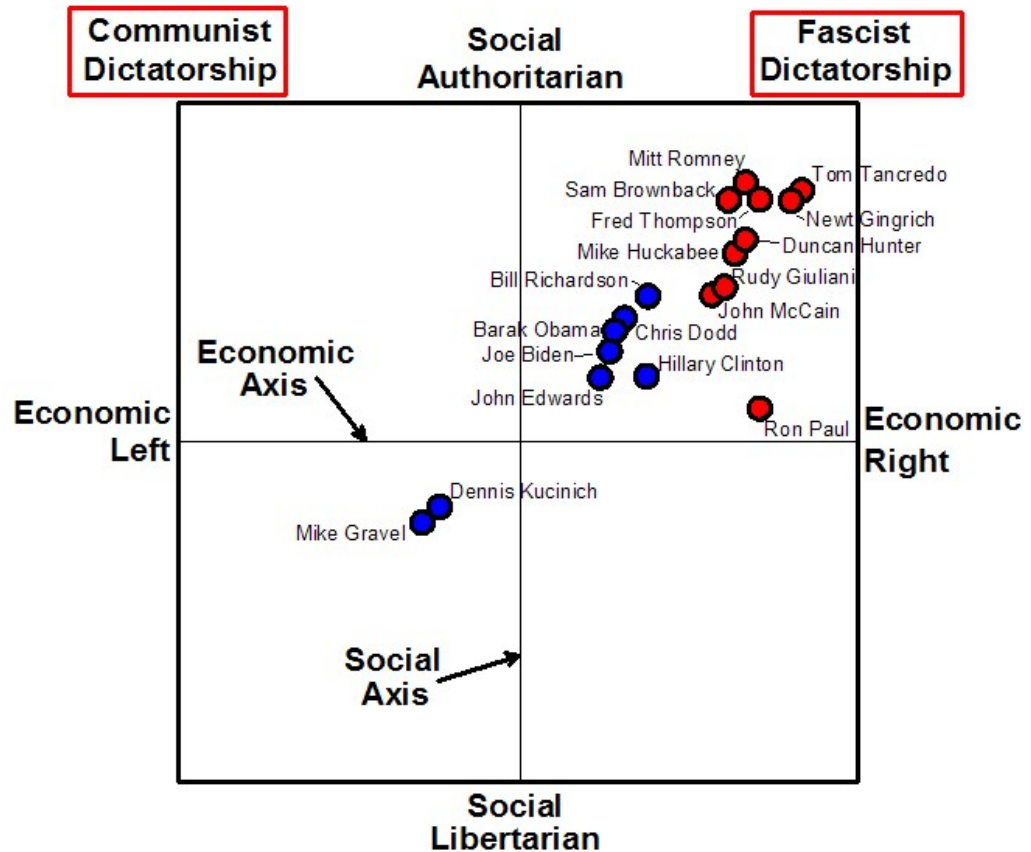 Communist
Dictatorship
Social
Authoritarian
Fascist
Dictatorship
Mitt Romney
Tom Tancredo
Sam Brownback
Fred Thompson
Newt Gingrich
Duncan Hunter
Mike Huckabee
Bill Richardson
Rudy Giuliani
John McCain
Barak Obama
Chris Dodd
Joe Biden
Hillary Clinton
John Edwards
Economic
Axis
Economic
Left
Ron Paul
Economic
Right
Dennis Kucinich
Mike Gravel
Social
Axis
Social
Libertarian